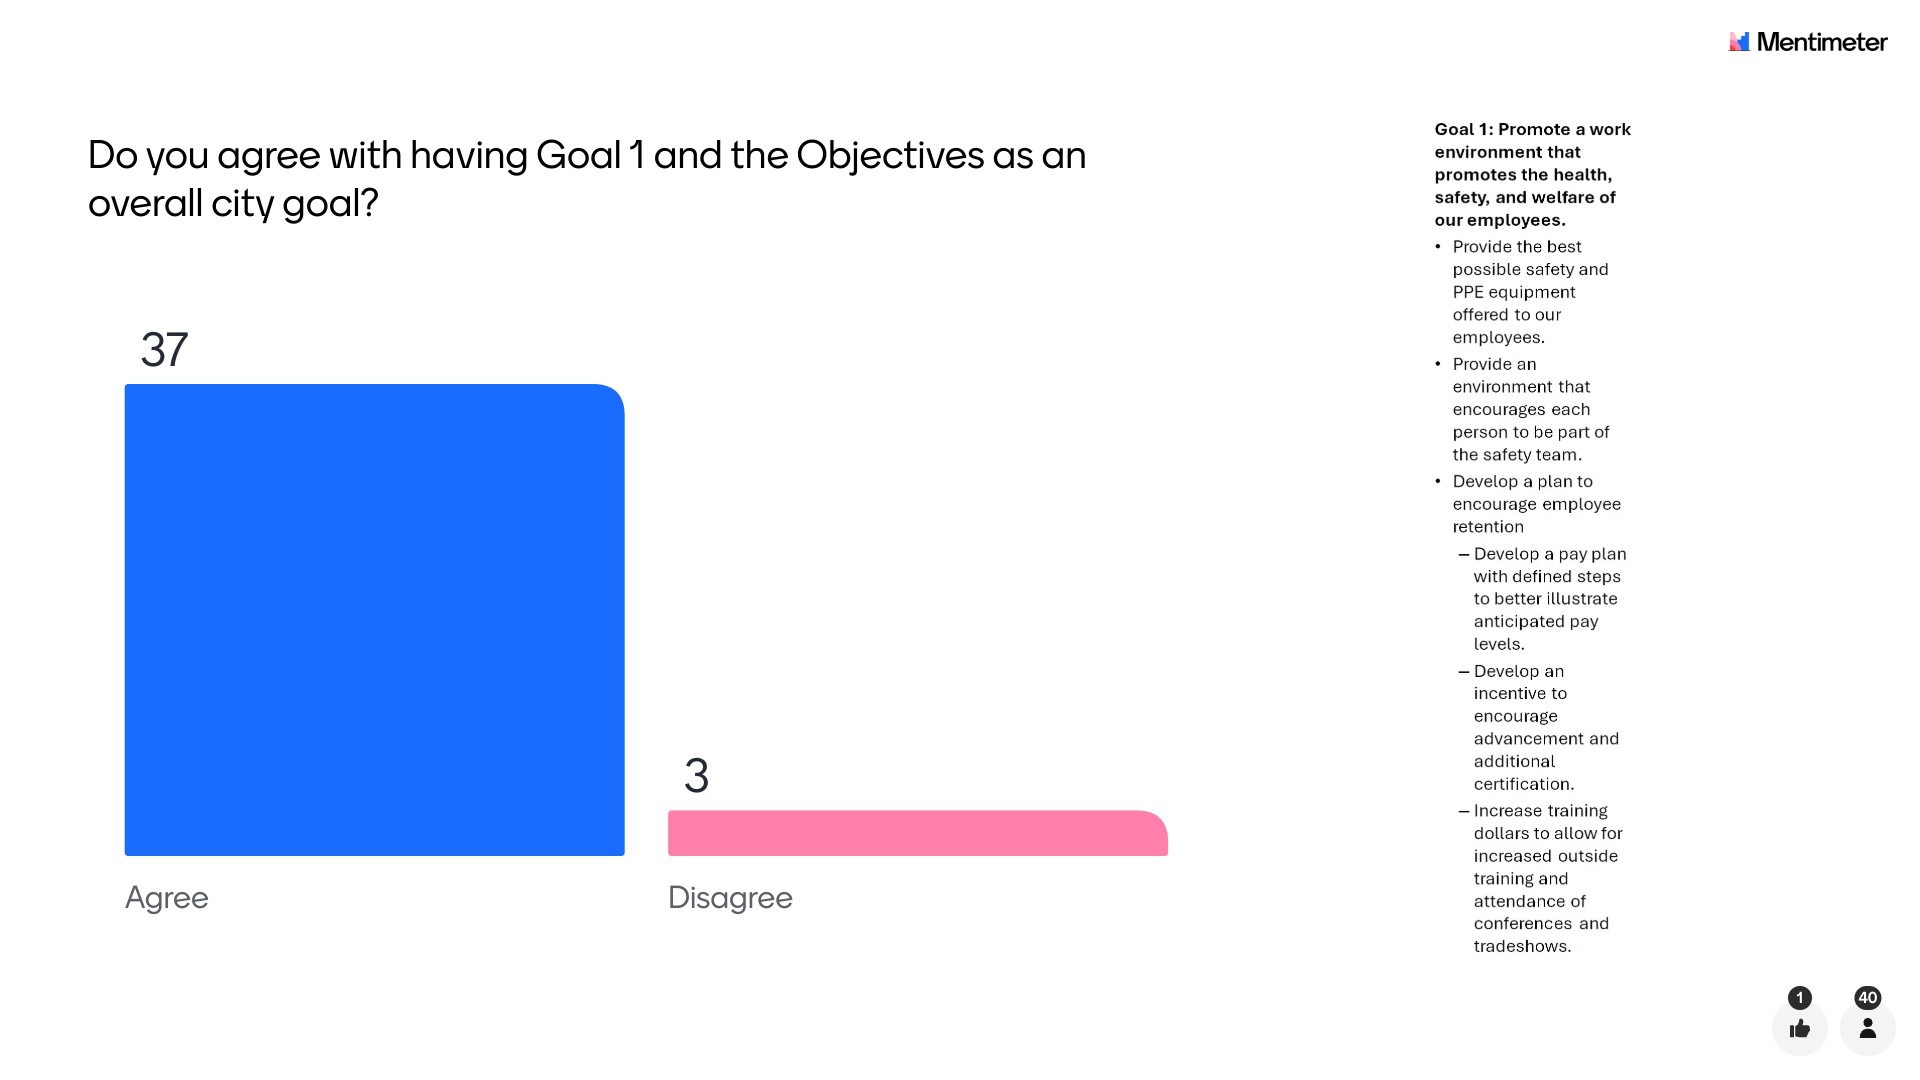 Mentimeter
Do you agree with having Goal 1 and the Objectives as an
overall city goal?
37
3
Agree
Disagree
Goal 1: Promote a work
environment that
promotes the health,
safety, and welfare of
our employees.
• Provide the best
possible safety and
PPE equipment
offered to our
employees.
• Provide an
environment that
encourages each
person to be part of
the safety team.
• Develop a plan to
encourage employee
retention
– Develop a pay plan
with defined steps
to better illustrate
anticipated pay
levels.
– Develop an
incentive to
encourage
advancement and
additional
certification.
– Increase training
dollars to allow for
increased outside
training and
attendance of
conferences and
tradeshows.
1
40